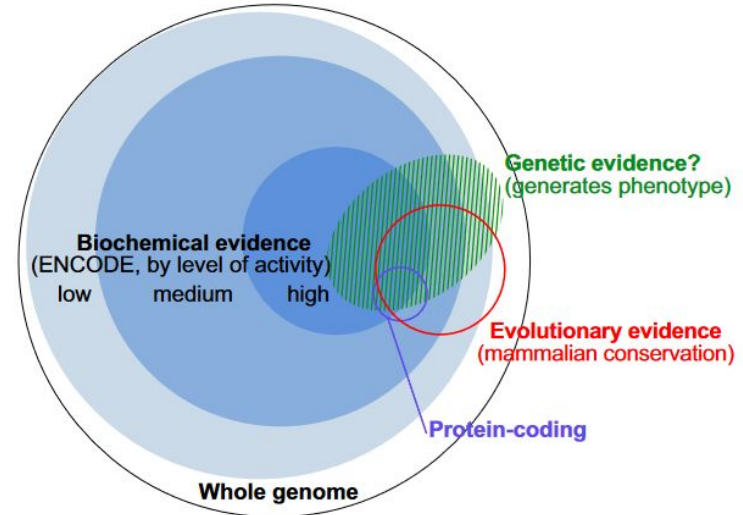 Genetic evidence?
(generates phenotype)
Biochemical evidence
(ENCODE, by level of activity)
low medium high
Evolutionary evidence
(mammalian conservation)
Protein-coding
Whole genome